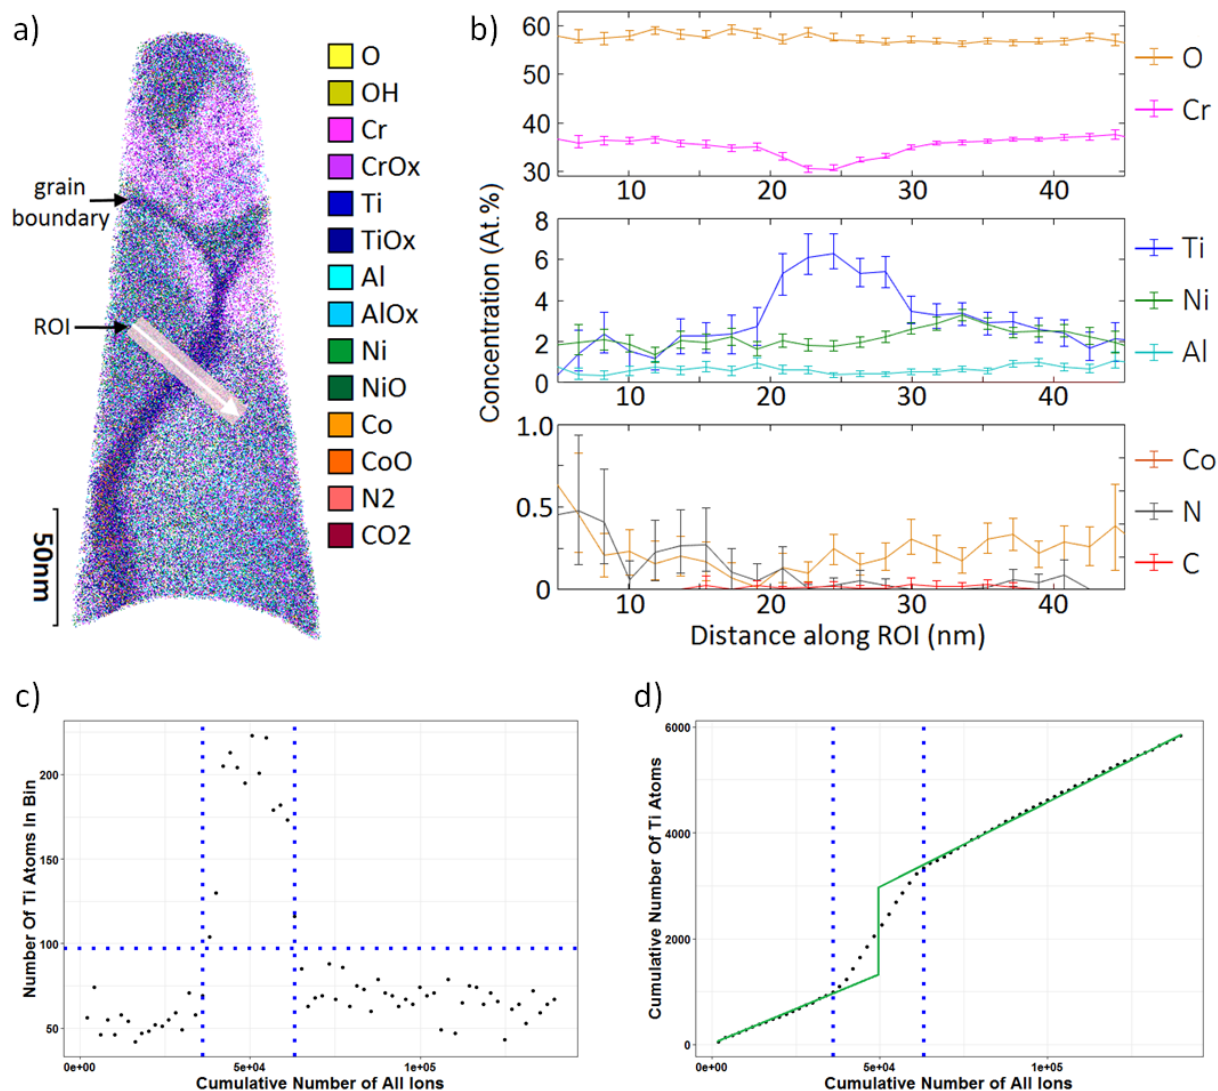 a)
grain
boundary
ROI
50nm
O
OH
Cr
CrOx
Ti
TiOx
Al
AlOx
Ni
NiO
Co
CoO
N2
CO2
b)
60
50
40
30
10
20
30
40
O
Cr
Concentration (At.%)
8
6
4
2
0
10
20
30
40
Ti
Ni
Al
1.0
0.5
0
10
20
30
40
Distance along ROI (nm)
Co
N
C
c)
Number Of Ti Atoms In Bin
200
150
100
50
0e+00
5e+04
1e+05
Cumulative Number of All Ions
d)
Cumulative Number Of Ti Atoms
6000
4000
2000
0
0e+00
5e+04
1e+05
Cumulative Number of All Ions